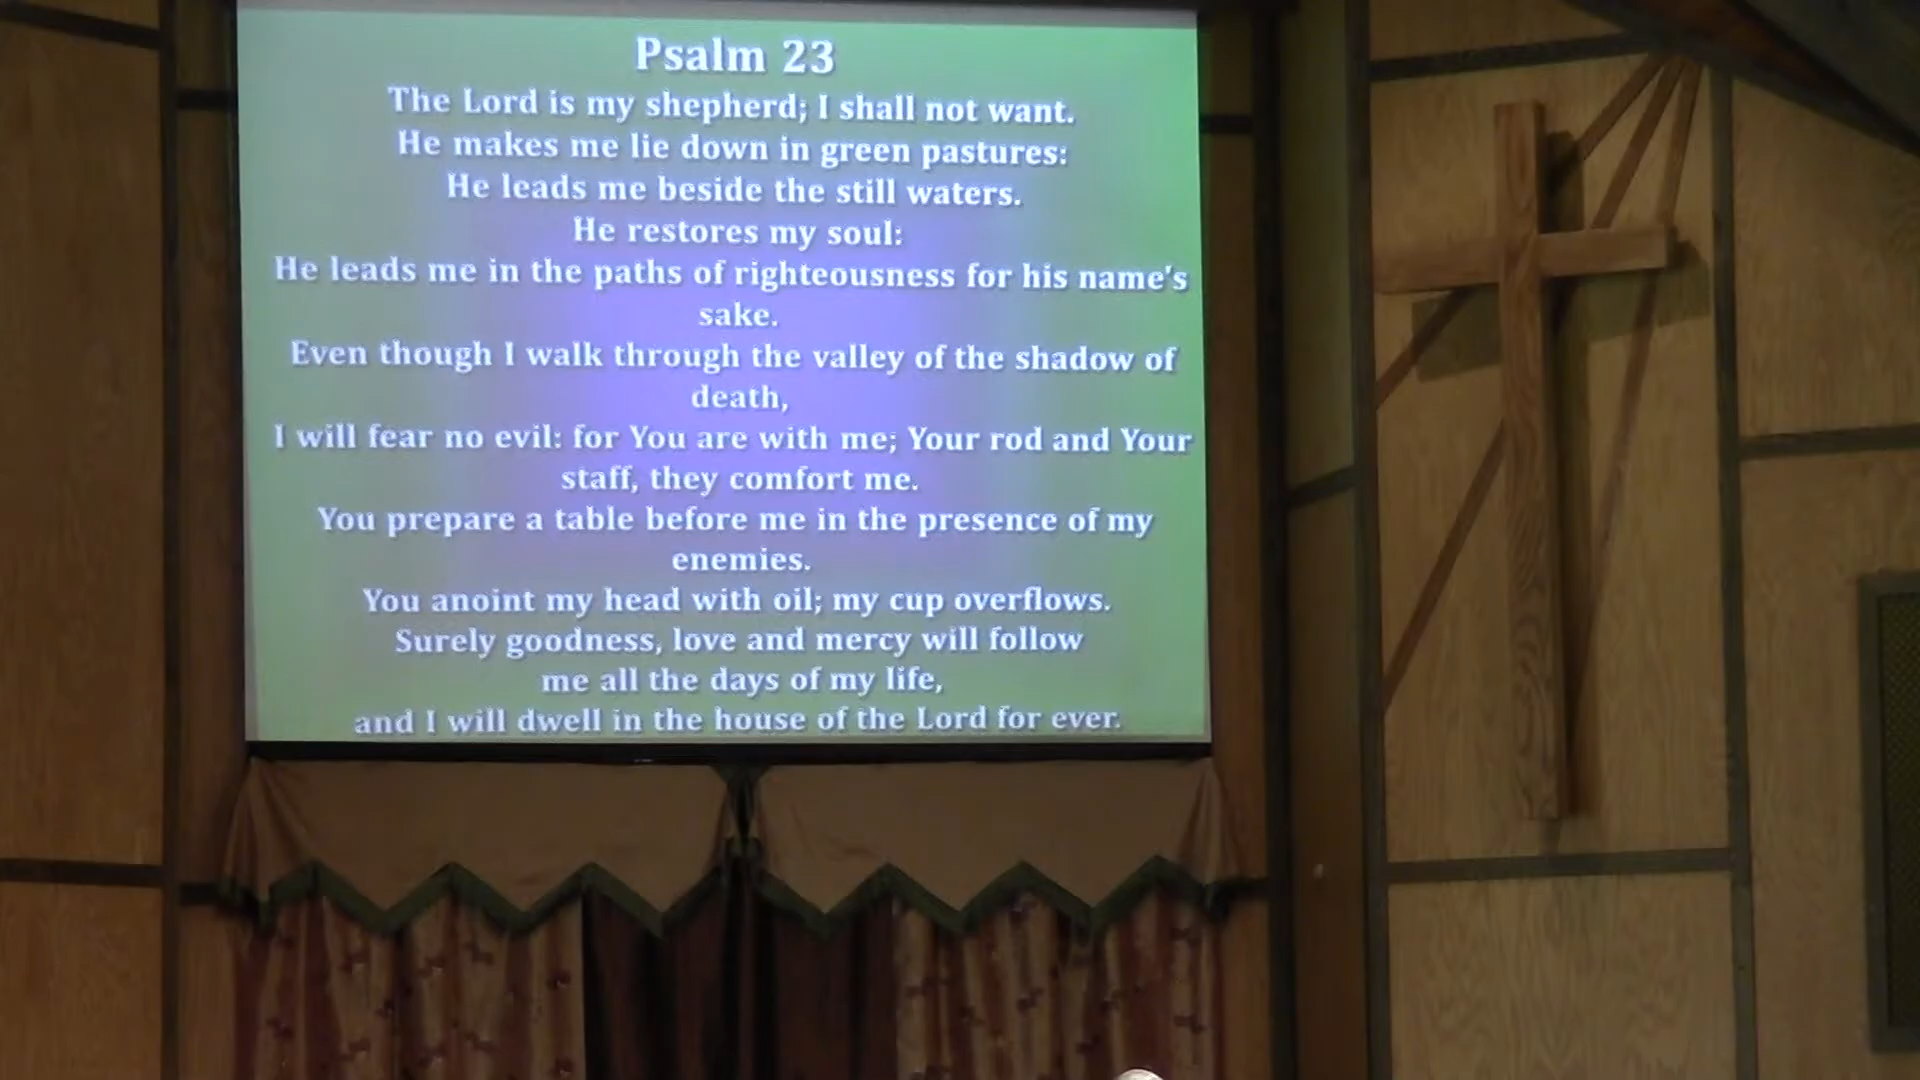 Psalm 23
The Lord is my shepherd; I shall not want.
He makes me lie down in green pastures:
He leads me beside the still waters.
He restores my soul:
He leads me in the paths of righteousness for his name's
sake.
Even though I walk through the valley of the shadow of
death,
I will fear no evil: for You are with me; Your rod and Your
staff, they comfort me.
You prepare a table before me in the presence of my
enemies.
You anoint my head with oil; my cup overflows.
Surely goodness, love and mercy will follow
me all the days of my life,
and I will dwell in the house of the Lord for ever.